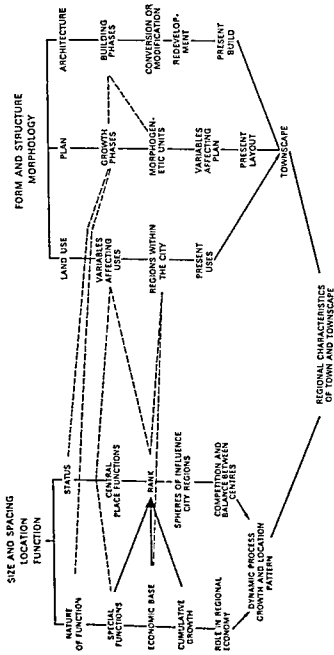 SIZE AND SPACING
LOCATION
FUNCTION
NATURE
OF FUNCTION
SPECIAL
FUNCTIONS
ECONOMIC BASE
CUMULATIVE
GROWTH
ROLE IN REGIONAL
ECONOMY
STATUS
CENTRAL
PLACE FUNCTIONS
RANK
SPHERES OF INFLUENCE
CITY REGIONS
COMPETITION AND
BALANCE BETWEEN
CENTRES
DYNAMIC PROCESS
GROWTH AND LOCATION
PATTERN
FORM AND STRUCTURE
MORPHOLOGY
LAND USE
VARIABLES
AFFECTING
USES
REGIONS WITHIN
THE CITY
PRESENT
USES
PLAN
GROWTH
PHASES
MORPHOGEN-
ETIC UNITS
VARIABLES
AFFECTING
PLAN
PRESENT
LAYOUT
ARCHITECTURE
BUILDING
PHASES
CONVERSION OR
MODIFICATION
REDEVELOP-
MENT
PRESENT
BUILD
TOWNSCAPE
REGIONAL CHARACTERISTICS
OF TOWN AND TOWNSCAPE